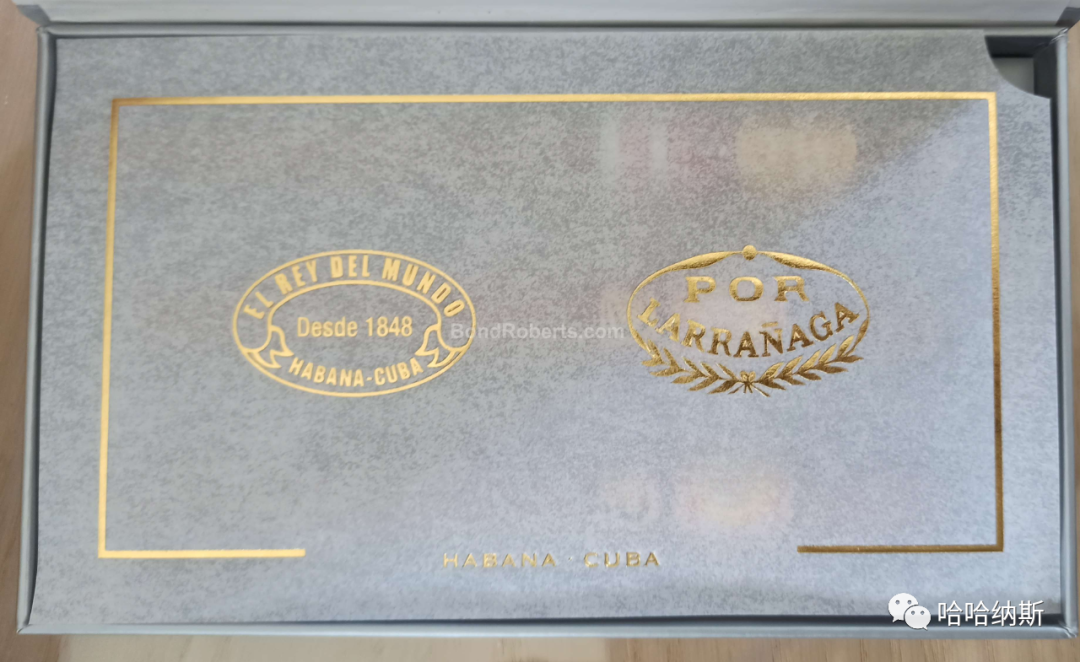 EL REY DEL MUNDO
Desde 1848
HABANA-CUBA
POR
LARRAÑAGA
BondRoberts.com
HABANA · CUBA
哈哈纳斯